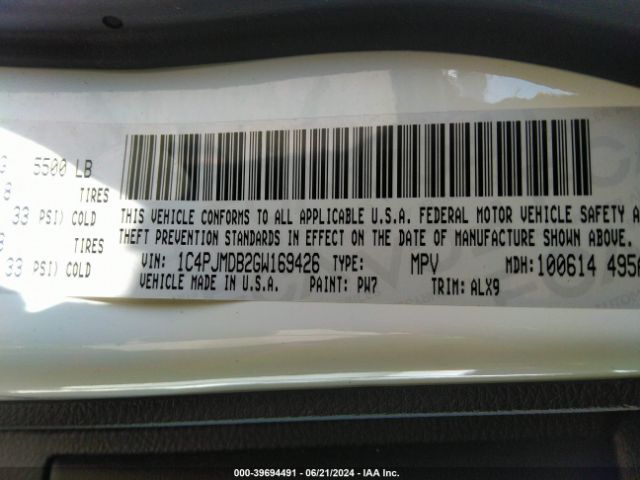 5500 LB
TIRES
33 PSI) COLD
TIRES
33 PSI) COLD
THIS VEHICLE CONFORMS TO ALL APPLICABLE U.S.A. FEDERAL MOTOR VEHICLE SAFETY A
THEFT PREVENTION STANDARDS IN EFFECT ON THE DATE OF MANUFACTURE SHOWN ABOVE.
VIN: 1C4PJMDB2GW169426 TYPE: MPV MDH: 100614 495
VEHICLE MADE IN U.S.A. PAINT: PW7 TRIM: ALX9
000-39694491 - 06/21/2024 - IAA Inc.